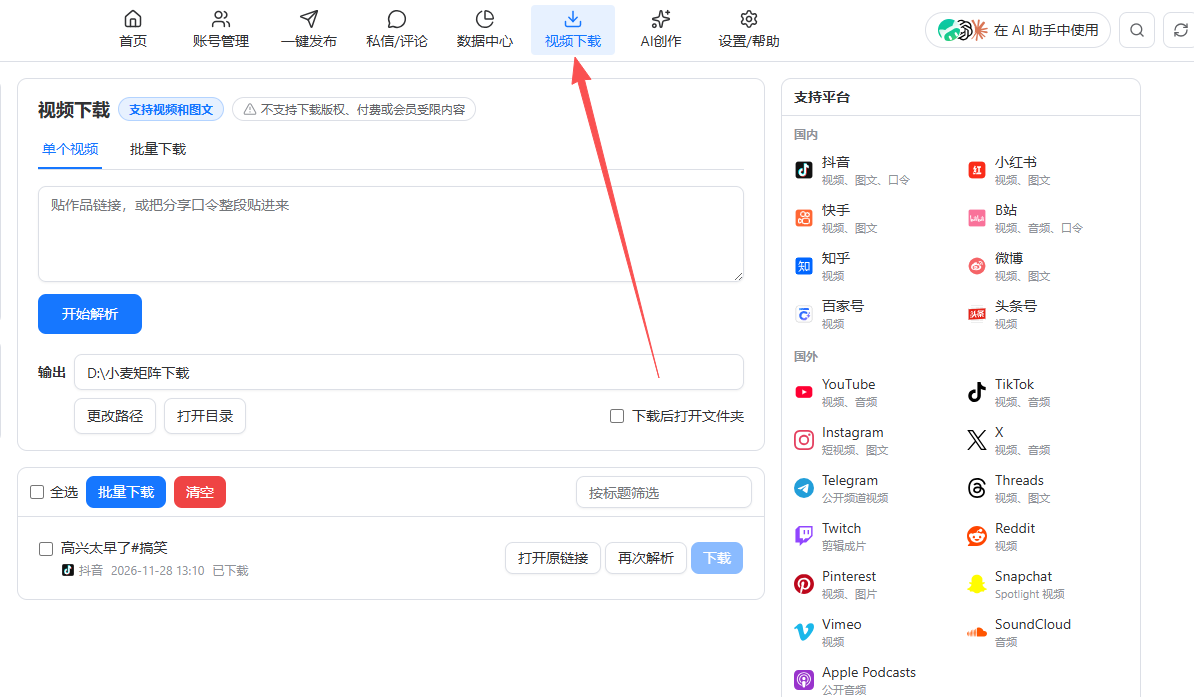 首页
账号管理
一键发布
私信/评论
数据中心
视频下载
AI创作
设置/帮助
在 AI 助手中使用
视频下载
支持视频和图文
不支持下载版权、付费或会员受限内容
单个视频
批量下载
贴作品链接，或把分享口令整段贴进来
开始解析
输出
D:\小麦矩阵下载
更改路径
打开目录
下载后打开文件夹
全选
批量下载
清空
按标题筛选
高兴太早了#搞笑
抖音 2026-11-28 13:10 已下载
打开原链接
再次解析
下载
支持平台
国内
抖音
视频、图文、口令
小红书
视频、图文
快手
视频、图文
B站
视频、音频、口令
知乎
视频
微博
视频、图文
百家号
视频
头条号
视频
国外
YouTube
视频、音频
TikTok
视频、音频
Instagram
短视频、图文
X
视频、音频
Telegram
公开频道视频
Threads
视频、图文
Twitch
剪辑成片
Reddit
视频
Pinterest
视频、图片
Snapchat
Spotlight 视频
Vimeo
视频
SoundCloud
音频
Apple Podcasts
公开音频